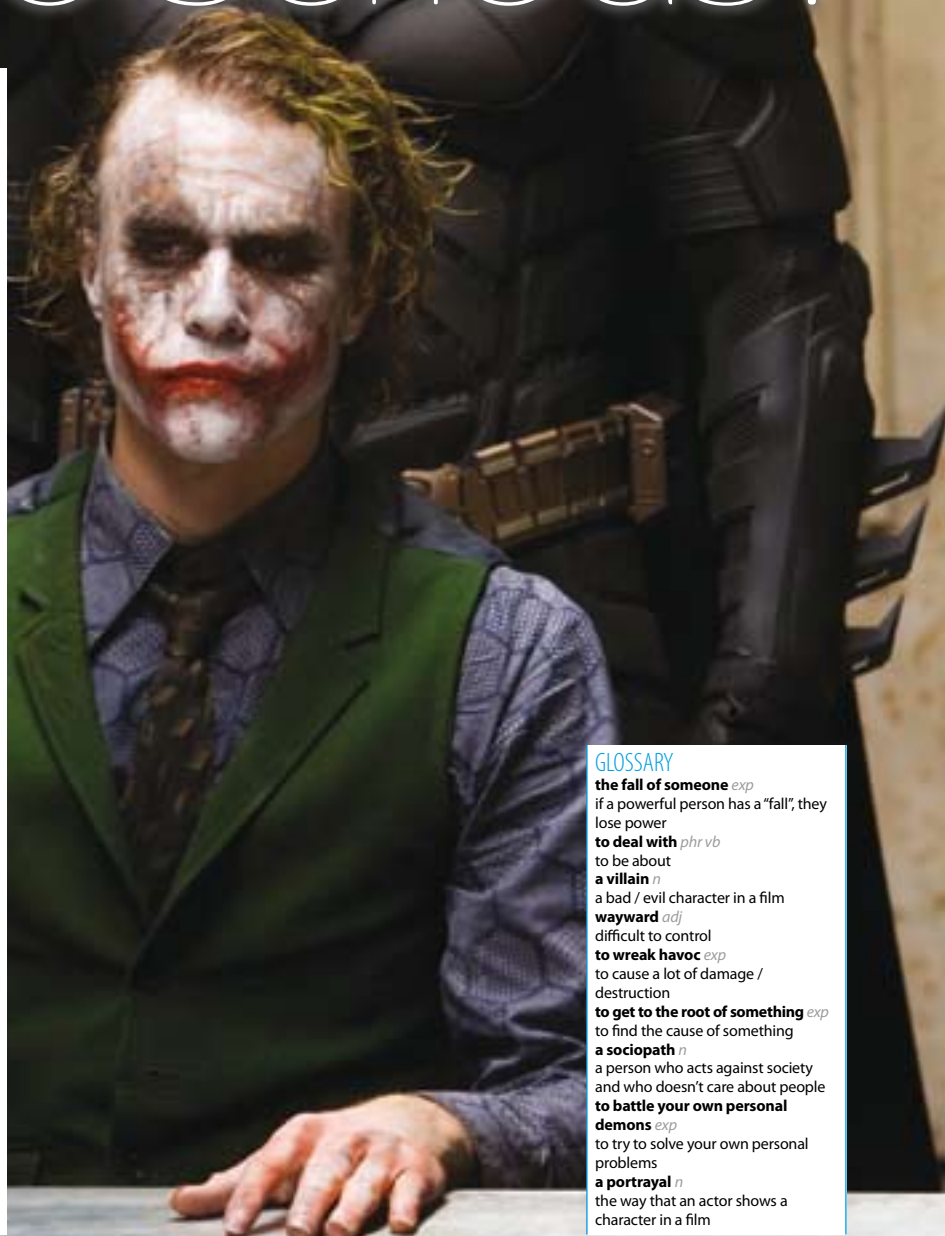 GLOSSARY
the fall of someone exp
if a powerful person has a “fall”, they
lose power
to deal with phr vb
to be about
a villain n
a bad / evil character in a film
wayward adj
difficult to control
to wreak havoc exp
to cause a lot of damage /
destruction
to get to the root of something exp
to find the cause of something
a sociopath n
a person who acts against society
and who doesn’t care about people
to battle your own personal
demons exp
to try to solve your own personal
problems
a portrayal n
the way that an actor shows a
character in a film